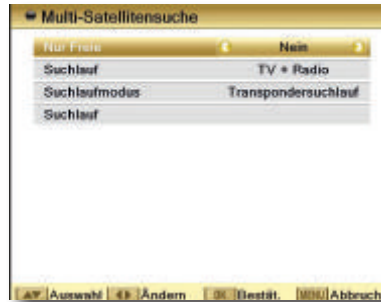 Multi-Satellitensuche
Nur Freie Nein
Suchlauf TV + Radio
Suchlaufmodus Transpondersuchlauf
Suchlauf
Auswahl Ändern OK Bestät. MENU Abbruch